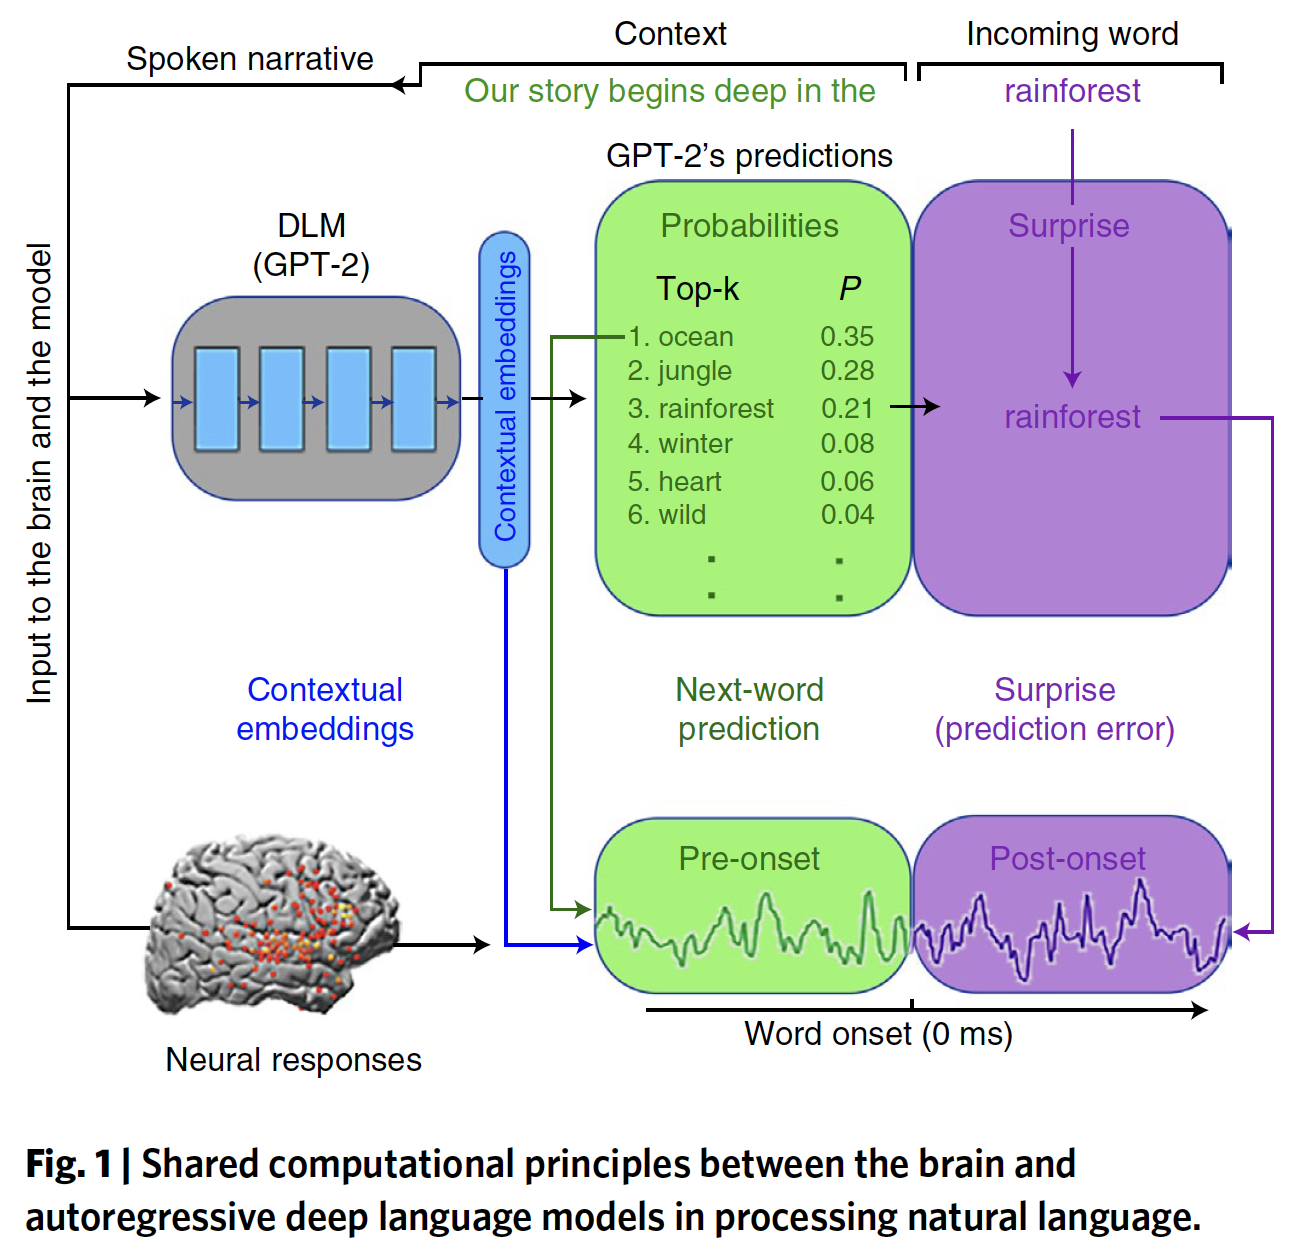 Context
Incoming word
Spoken narrative
Our story begins deep in the
rainforest
GPT-2’s predictions
Input to the brain and the model
DLM
(GPT-2)
Contextual embeddings
Probabilities
Top-k P
1. ocean 0.35
2. jungle 0.28
3. rainforest 0.21
4. winter 0.08
5. heart 0.06
6. wild 0.04
Surprise
rainforest
Contextual
embeddings
Next-word
prediction
Surprise
(prediction error)
Pre-onset
Post-onset
Word onset (0 ms)
Neural responses
Fig. 1 | Shared computational principles between the brain and
autoregressive deep language models in processing natural language.